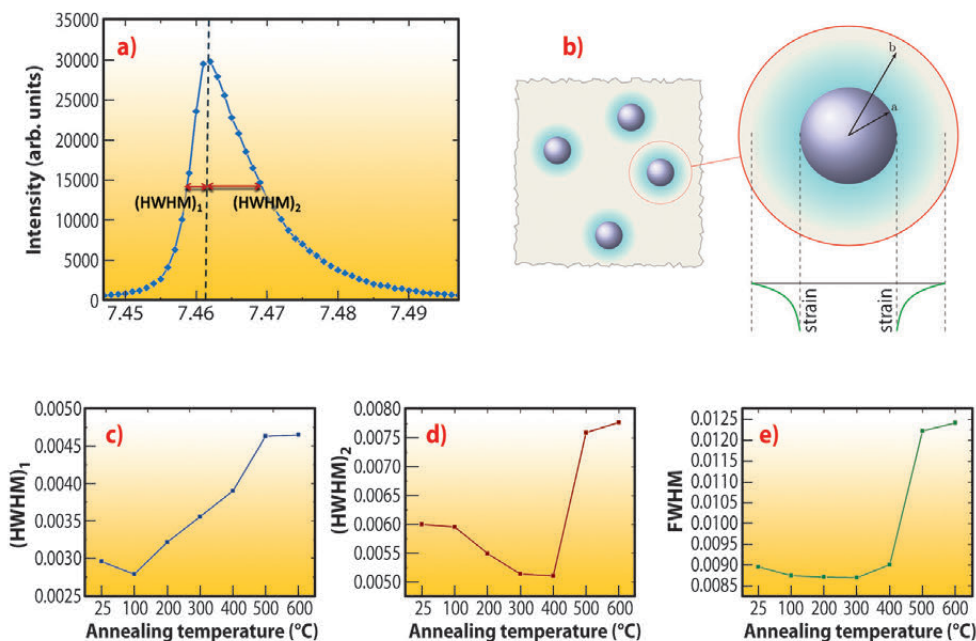 a)
Intensity (arb. units)
35000
30000
25000
20000
15000
10000
5000
0
(HWHM)1
(HWHM)2
7.45
7.46
7.47
7.48
7.49
b)
b
a
strain
strain
c)
(HWHM)1
0.0050
0.0045
0.0040
0.0035
0.0030
0.0025
25 100 200 300 400 500 600
Annealing temperature (°C)
d)
(HWHM)2
0.0080
0.0075
0.0070
0.0065
0.0060
0.0055
0.0050
25 100 200 300 400 500 600
Annealing temperature (°C)
e)
FWHM
0.0125
0.0120
0.0115
0.0110
0.0105
0.0100
0.0095
0.0090
0.0085
25 100 200 300 400 500 600
Annealing temperature (°C)